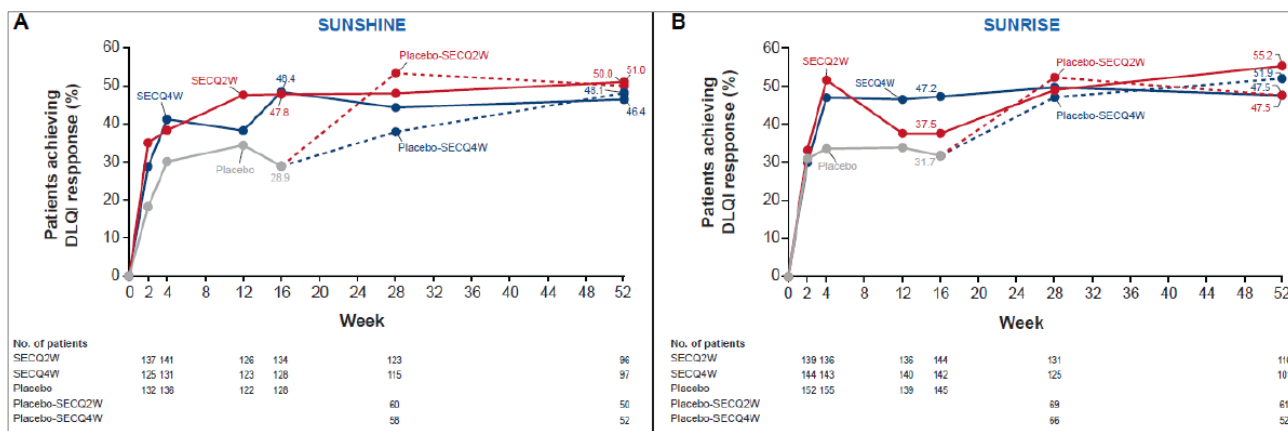 A
SUNSHINE
Patients achieving
DLQI respponse (%)
60
50
40
30
20
10
0
SECQ4W
SECQ2W
48.4
47.8
Placebo
28.9
Placebo-SECQ2W
Placebo-SECQ4W
50.0
51.0
48.1
46.4
0 2 4 8 12 16 20 24 28 32 36 40 44 48 52
Week
No. of patients
SECQ2W 137 141 126 134 123 96
SECQ4W 125 131 123 128 115 97
Placebo 132 138 122 128
Placebo-SECQ2W 60 50
Placebo-SECQ4W 58 52
B
SUNRISE
Patients achieving
DLQI respponse (%)
60
50
40
30
20
10
0
SECQ2W
SECQ4W
47.2
37.5
Placebo
31.7
Placebo-SECQ2W
Placebo-SECQ4W
55.2
51.9
47.5
47.5
0 2 4 8 12 16 20 24 28 32 36 40 44 48 52
Week
No. of patients
SECQ2W 139 136 136 144 131
SECQ4W 144 143 140 142 125
Placebo 152 155 139 145
Placebo-SECQ2W 69 61
Placebo-SECQ4W 66 52